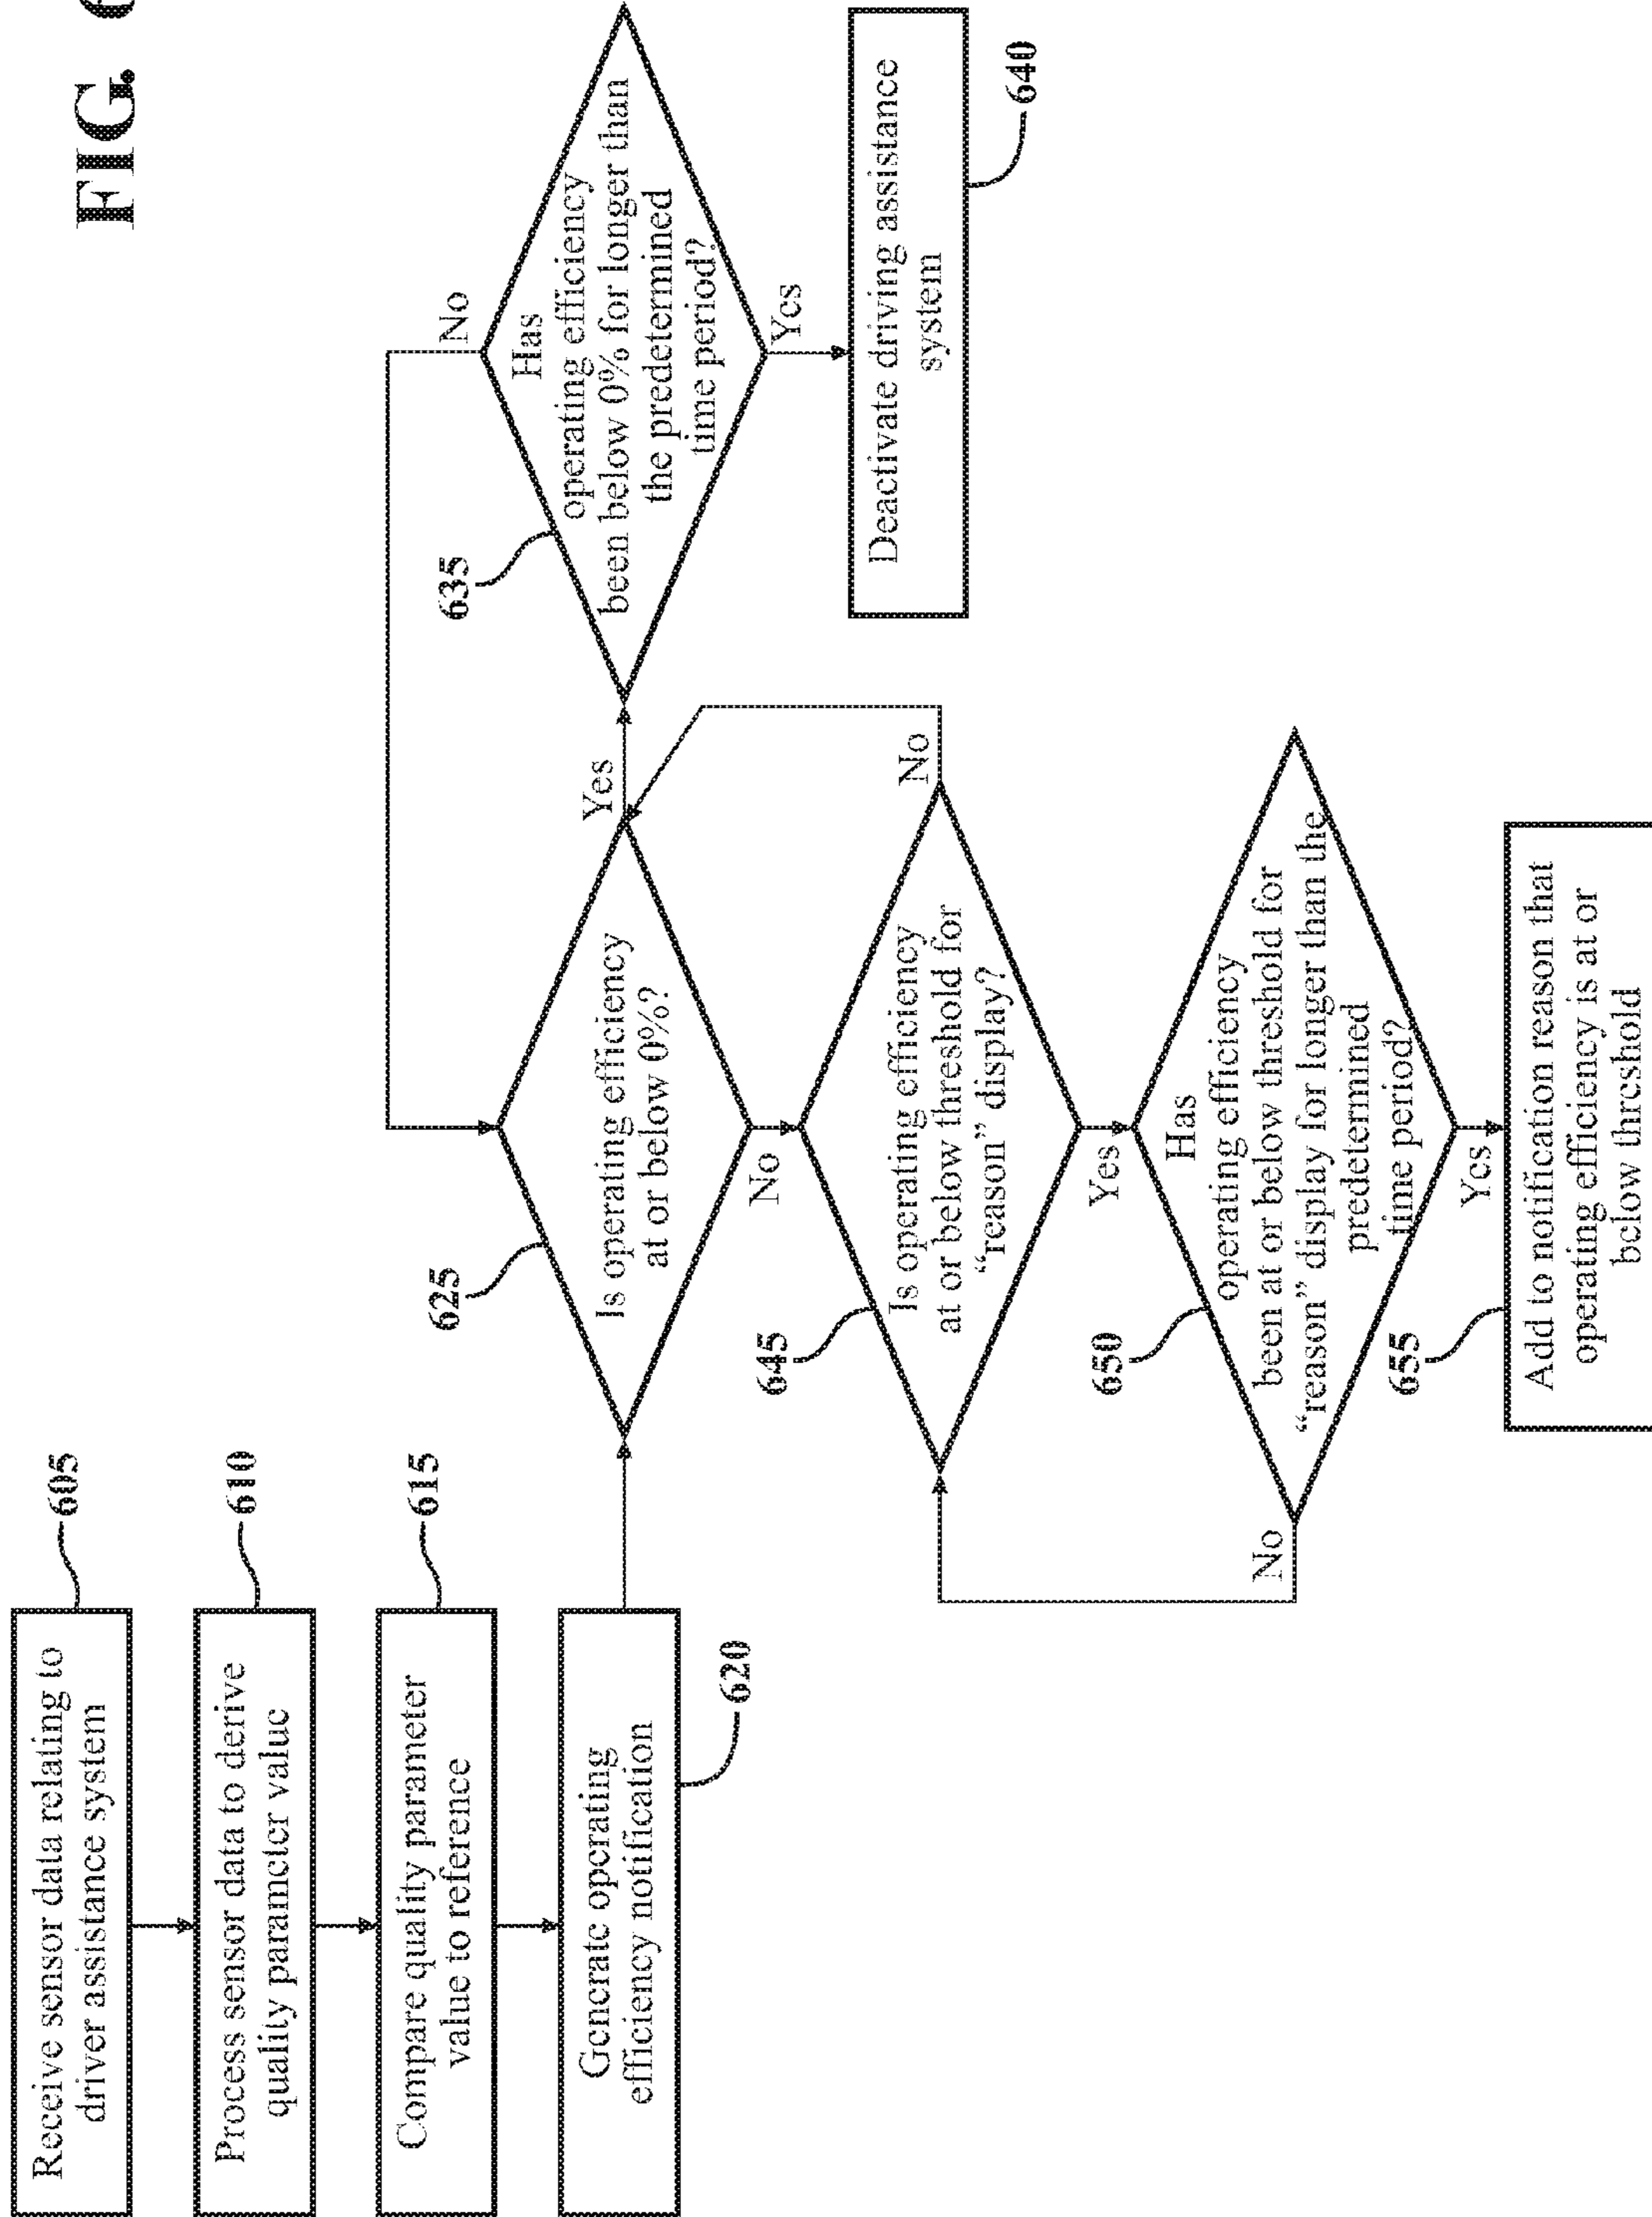 FIG. 6
Receive sensor data relating to
driver assistance system
605
Process sensor data to derive
quality parameter value
610
Compare quality parameter
value to reference
615
Generate operating
efficiency notification
620
625
Is operating efficiency
at or below 0%?
Yes
No
635
Has
operating efficiency
been below 0% for longer than
the predetermined
time period?
No
Yes
Deactivate driving assistance
system
640
645
Is operating efficiency
at or below threshold for
“reason” display?
No
Yes
650
Has
operating efficiency
been at or below threshold for
“reason” display for longer than the
predetermined
time period?
No
Yes
655
Add to notification reason that
operating efficiency is at or
below threshold